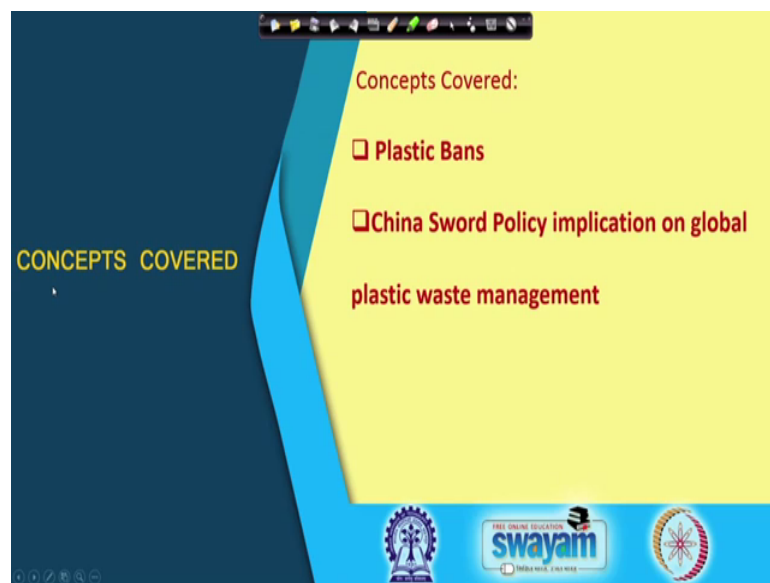 Concepts Covered:
❑ Plastic Bans
❑China Sword Policy implication on global
plastic waste management
CONCEPTS COVERED
FREE ONLINE EDUCATION
swayam